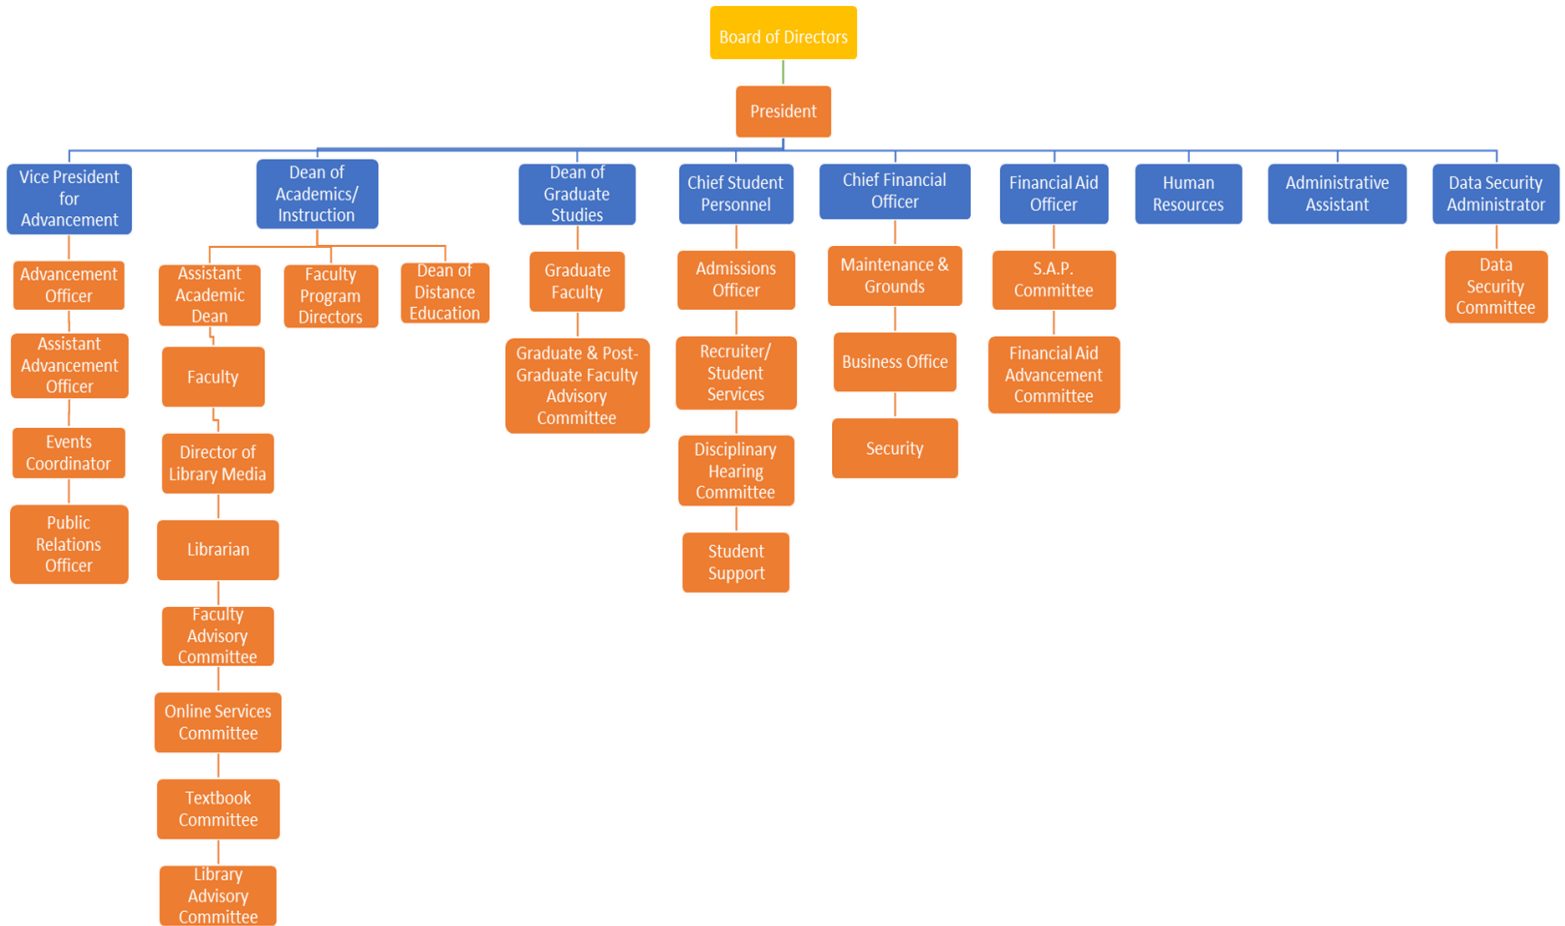 Board of Directors
President
Vice President
for
Advancement
Dean of
Academics/
Instruction
Dean of
Graduate
Studies
Chief Student
Personnel
Chief Financial
Officer
Financial Aid
Officer
Human
Resources
Administrative
Assistant
Data Security
Administrator
Advancement
Officer
Assistant
Advancement
Officer
Events
Coordinator
Public
Relations
Officer
Assistant
Academic
Dean
Faculty
Program
Directors
Dean of
Distance
Education
Faculty
Director of
Library Media
Librarian
Faculty
Advisory
Committee
Online Services
Committee
Textbook
Committee
Library
Advisory
Committee
Graduate
Faculty
Graduate & Post-
Graduate Faculty
Advisory
Committee
Admissions
Officer
Recruiter/
Student
Services
Disciplinary
Hearing
Committee
Student
Support
Maintenance &
Grounds
Business Office
Security
S.A.P.
Committee
Financial Aid
Advancement
Committee
Data
Security
Committee